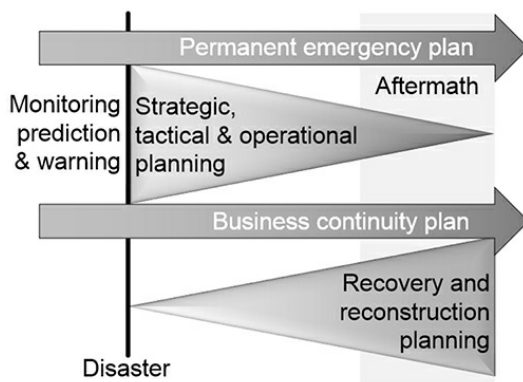 Permanent emergency plan
Aftermath
Monitoring
prediction
& warning
Strategic,
tactical & operational
planning
Business continuity plan
Recovery and
reconstruction
planning
Disaster